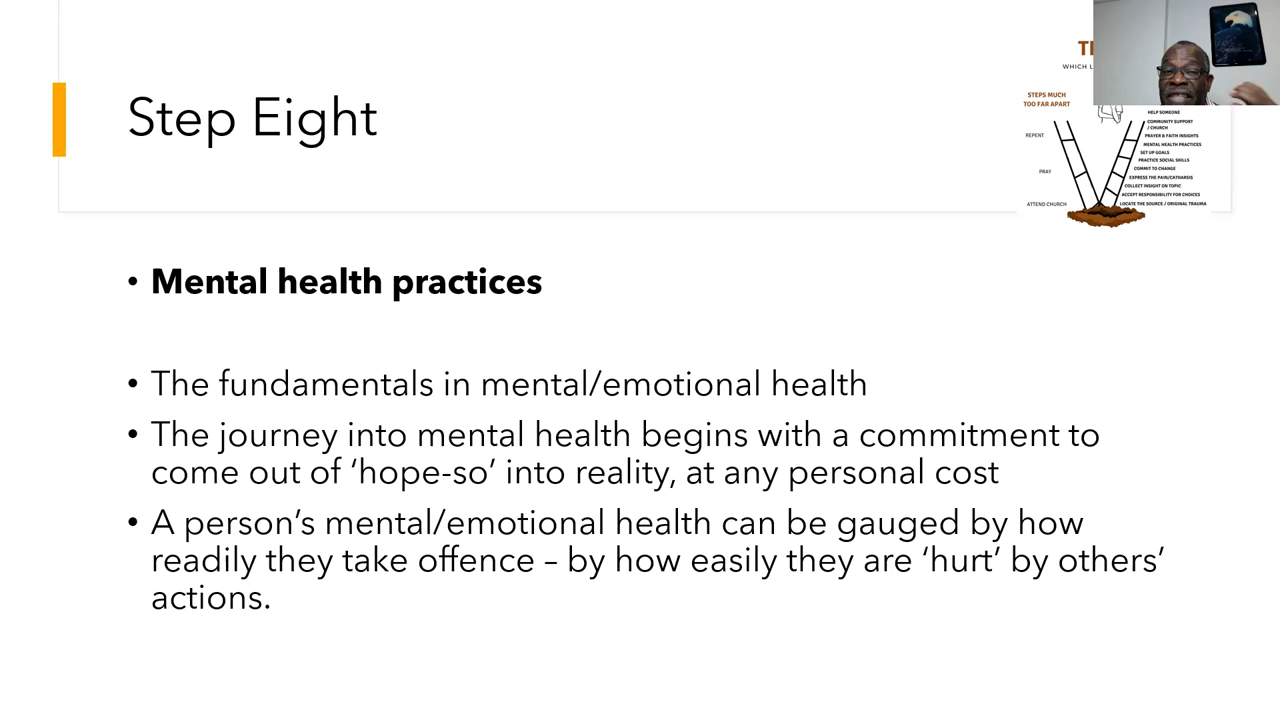 Step Eight
TH
WHICH L
STEPS MUCH
TOO FAR APART
REPENT
PRAY
ATTEND CHURCH
HELP SOMEONE
COMMUNITY SUPPORT
/ CHURCH
PRAYER & FAITH INSIGHTS
MENTAL HEALTH PRACTICES
SET UP GOALS
PRACTICE SOCIAL SKILLS
COMMIT TO CHANGE
EXPRESS THE PAIN/CATHARSIS
COLLECT INSIGHT ON TOPIC
ACCEPT RESPONSIBILITY FOR CHOICES
LOCATE THE SOURCE / ORIGINAL TRAUMA
• Mental health practices
• The fundamentals in mental/emotional health
• The journey into mental health begins with a commitment to
come out of ‘hope-so’ into reality, at any personal cost
• A person’s mental/emotional health can be gauged by how
readily they take offence – by how easily they are ‘hurt’ by others’
actions.